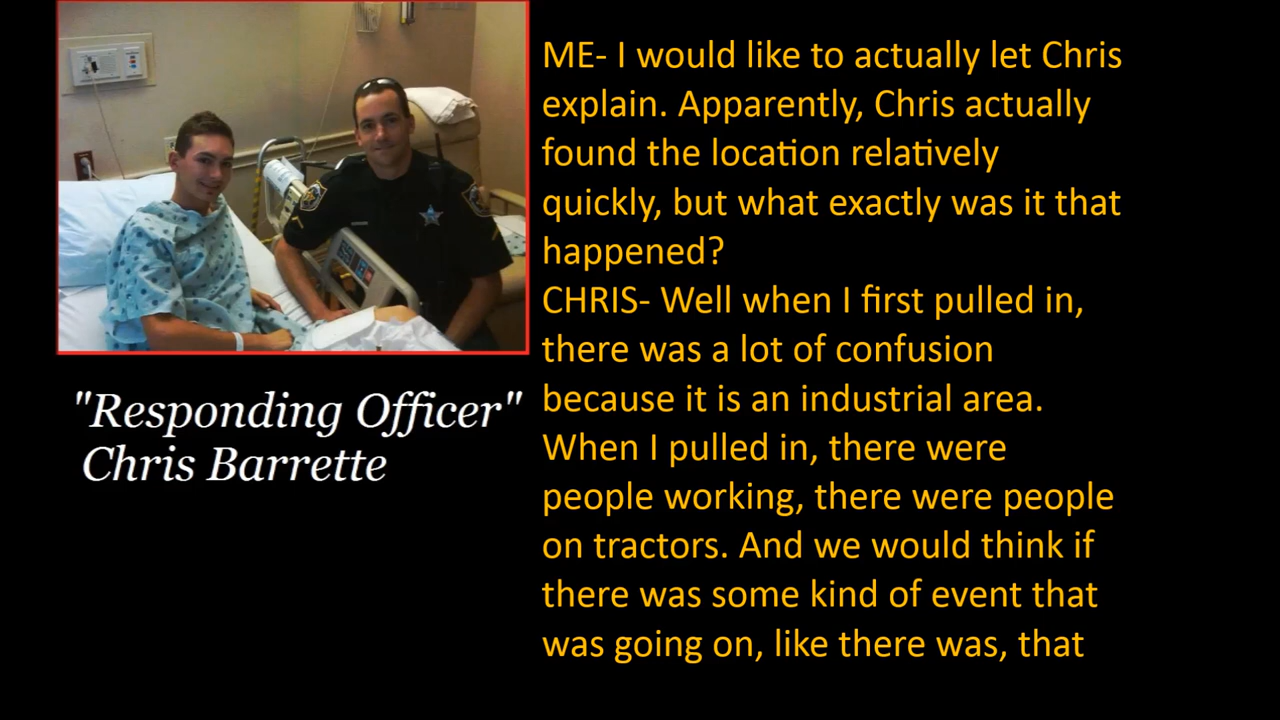 ME- I would like to actually let Chris
explain. Apparently, Chris actually
found the location relatively
quickly, but what exactly was it that
happened?
CHRIS- Well when I first pulled in,
there was a lot of confusion
because it is an industrial area.
When I pulled in, there were
people working, there were people
on tractors. And we would think if
there was some kind of event that
was going on, like there was, that
"Responding Officer"
Chris Barrette